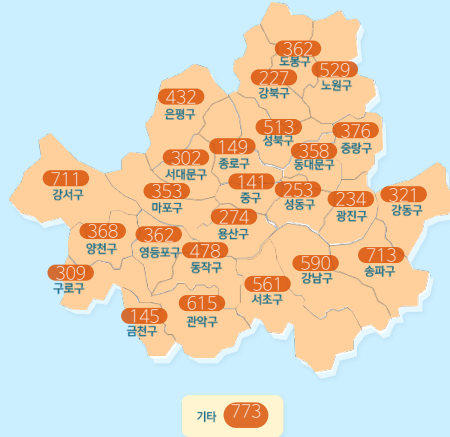 362
도봉구
529
노원구
227
강북구
432
은평구
513
성북구
376
중랑구
149
종로구
358
동대문구
302
서대문구
711
강서구
353
마포구
141
중구
253
성동구
234
광진구
321
강동구
274
용산구
368
양천구
362
영등포구
478
동작구
713
송파구
590
강남구
309
구로구
561
서초구
615
관악구
145
금천구
기타 773